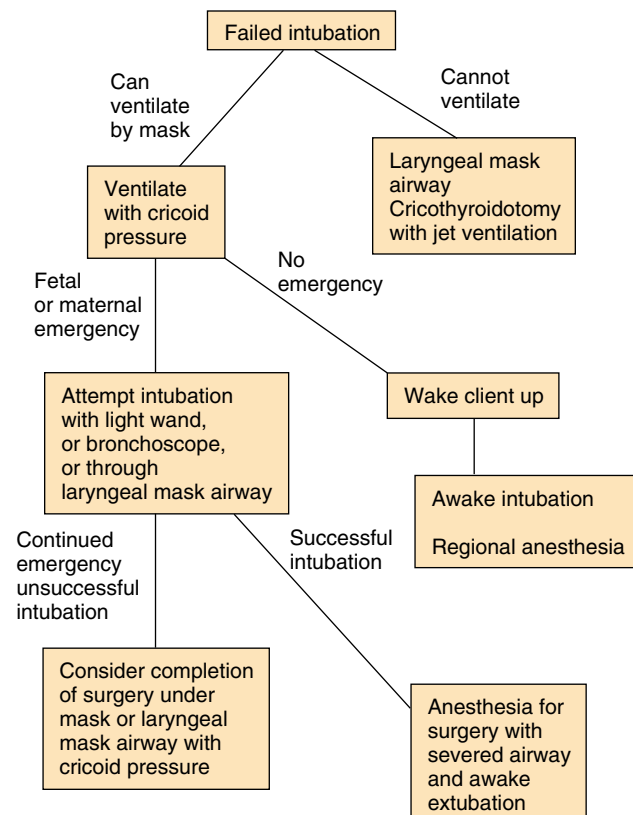 Failed intubation
Can
ventilate
by mask
Cannot
ventilate
Ventilate
with cricoid
pressure
Laryngeal mask
airway
Cricothyroidotomy
with jet ventilation
Fetal
or maternal
emergency
No
emergency
Attempt intubation
with light wand,
or bronchoscope,
or through
laryngeal mask airway
Wake client up
Awake intubation
Regional anesthesia
Continued
emergency
unsuccessful
intubation
Successful
intubation
Consider completion
of surgery under
mask or laryngeal
mask airway with
cricoid pressure
Anesthesia for
surgery with
severed airway
and awake
extubation